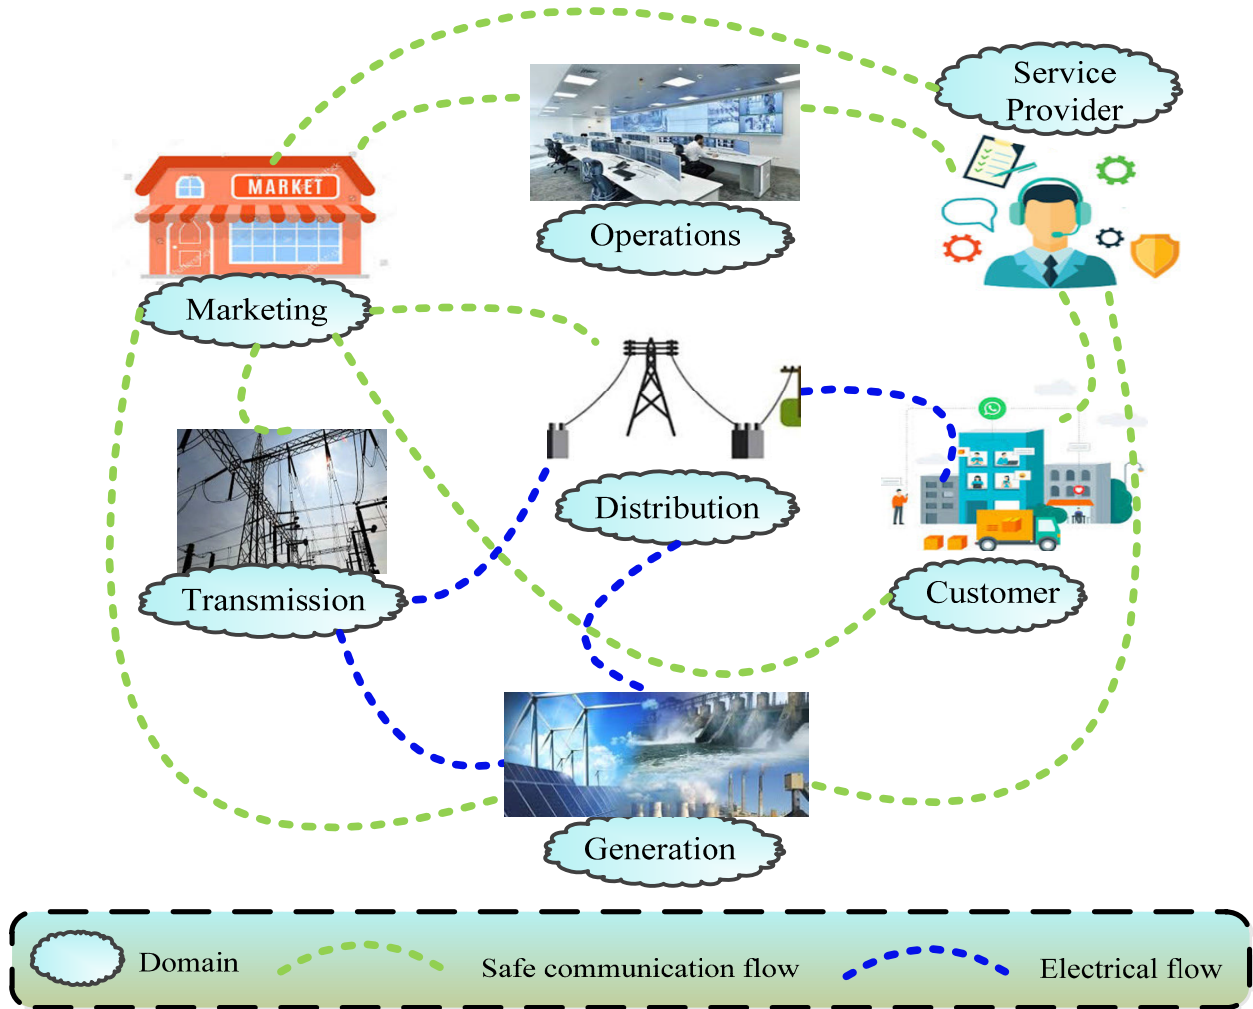 Service
Provider
MARKET
Operations
Marketing
Distribution
Transmission
Customer
Generation
Domain
Safe communication flow
Electrical flow